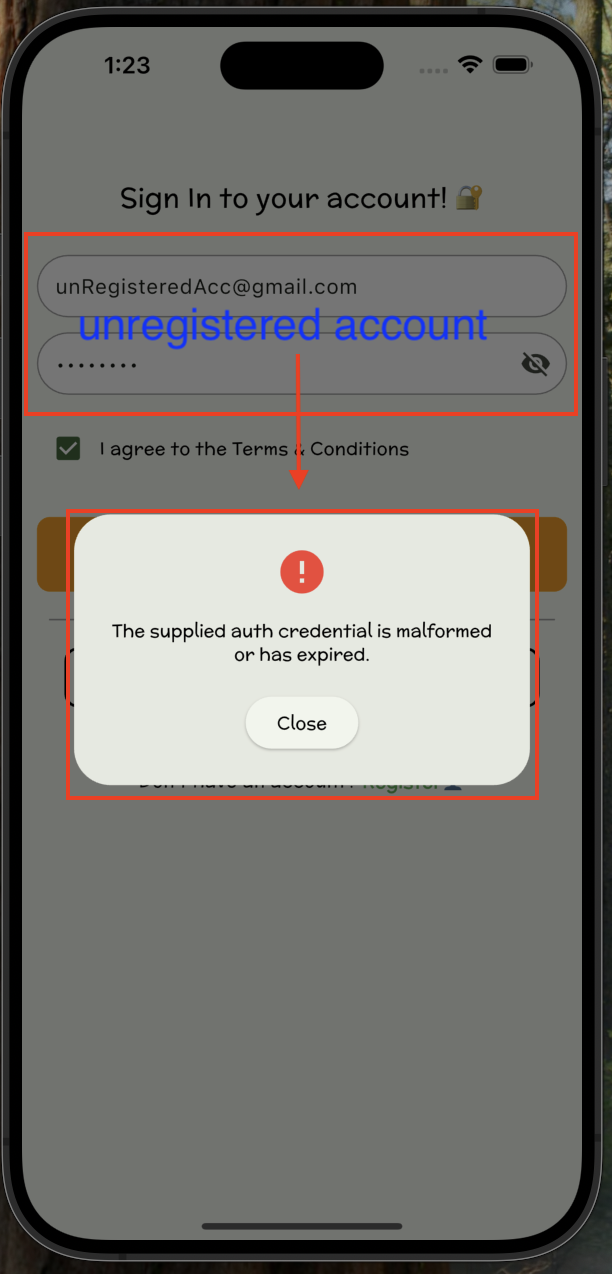 1:23
Sign In to your account! 🔐
unRegisteredAcc@gmail.com
unregistered account
••••••••
I agree to the Terms & Conditions
The supplied auth credential is malformed
or has expired.
Close
Don't have an account? Register